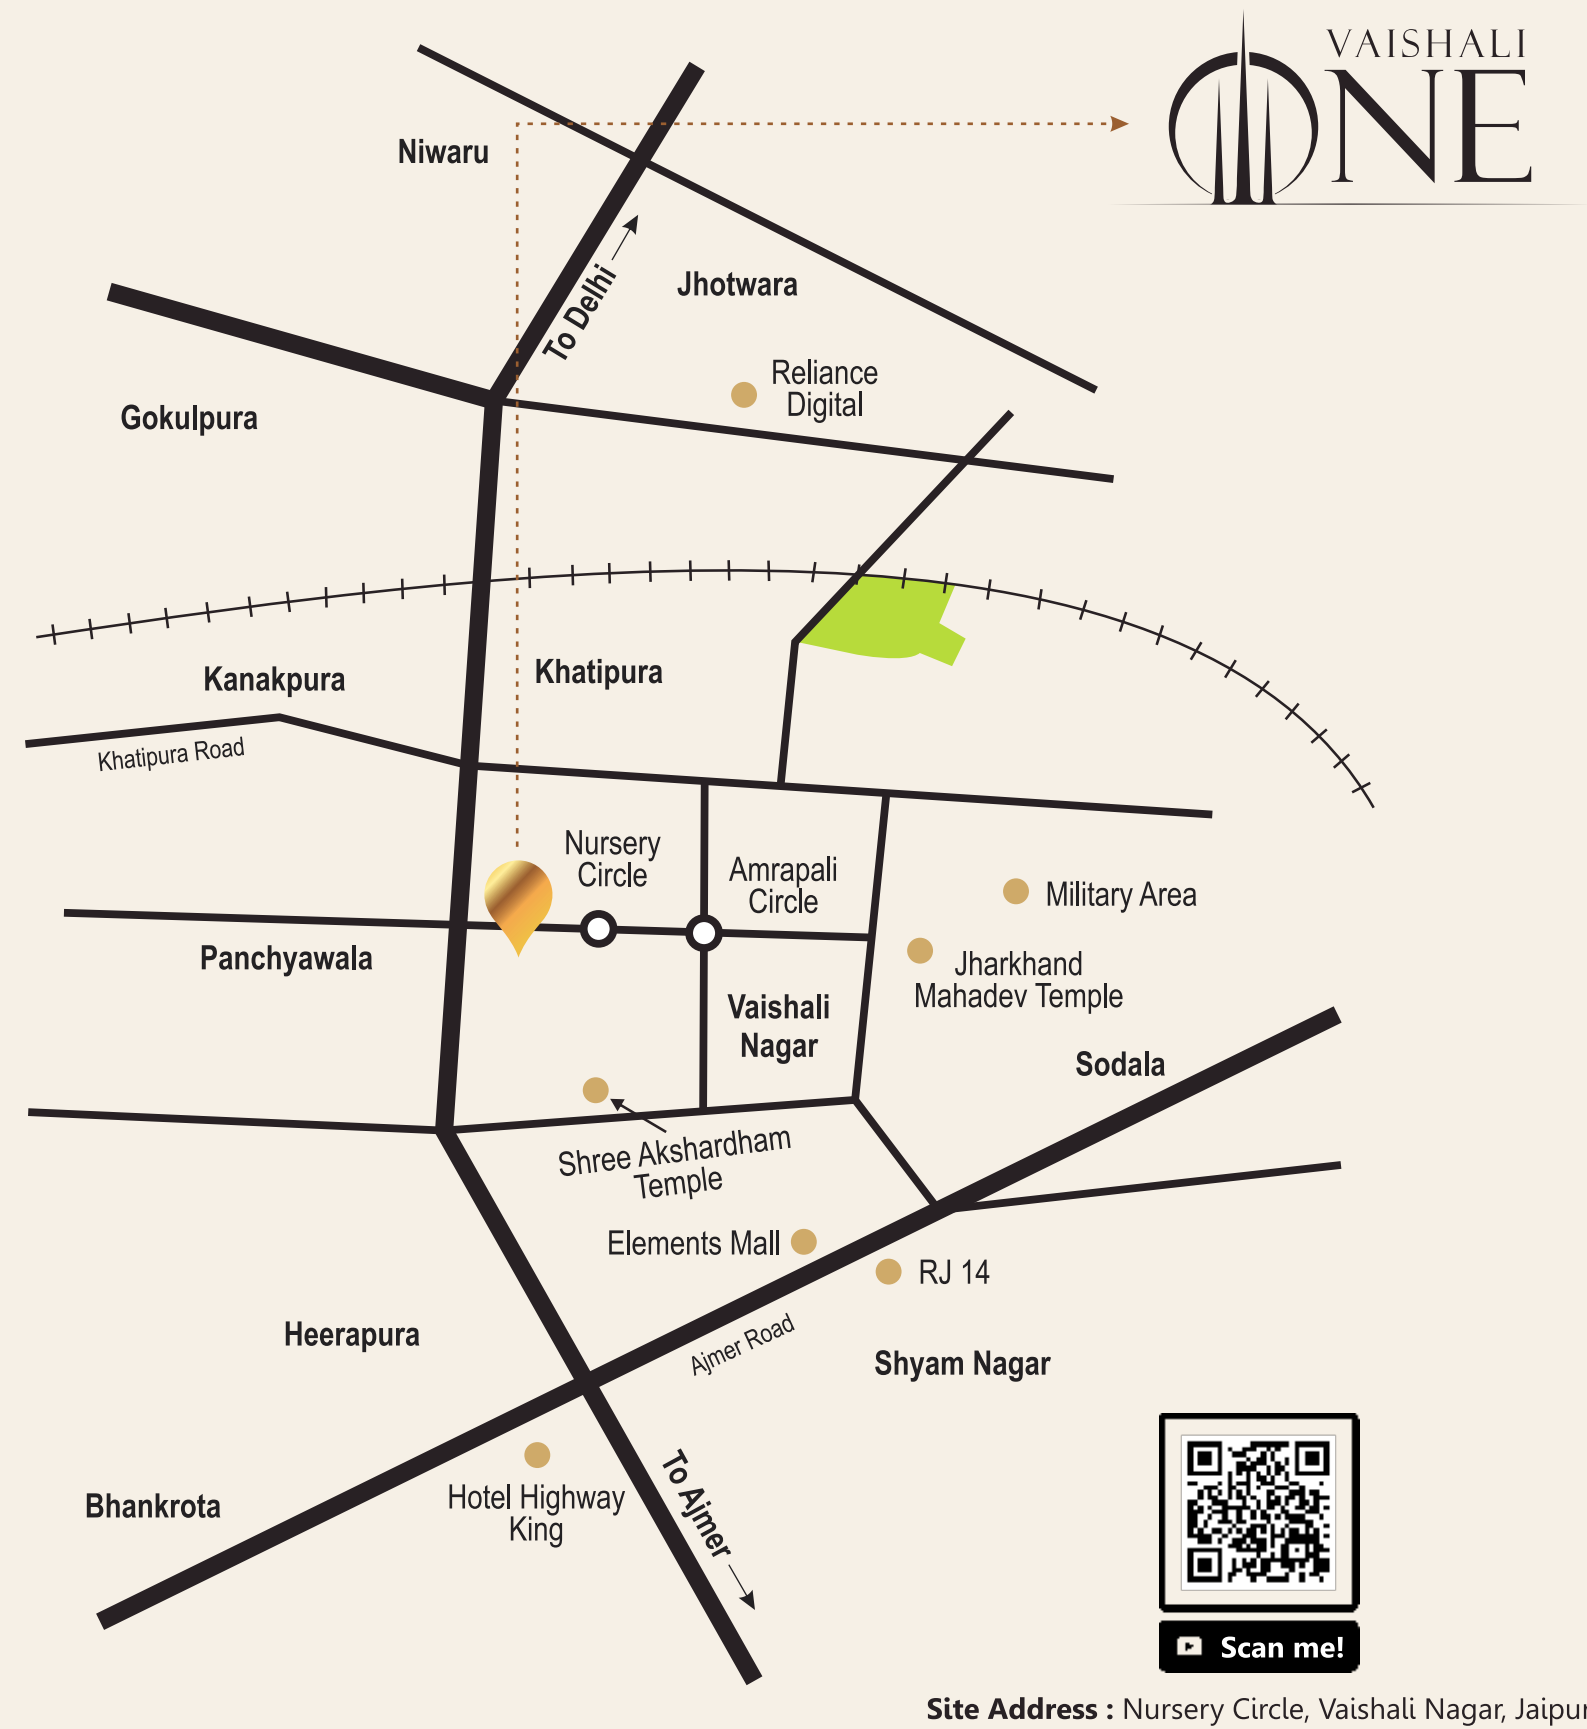 VAISHALI
ONE
Niwaru
Jhotwara
To Delhi
Reliance
Digital
Gokulpura
Kanakpura
Khatipura
Khatipura Road
Nursery
Circle
Amrapali
Circle
Military Area
Panchyawala
Jharkhand
Mahadev Temple
Vaishali
Nagar
Sodala
Shree Akshardham
Temple
Elements Mall
RJ 14
Heerapura
Ajmer Road
Shyam Nagar
To Ajmer
Hotel Highway
King
Bhankrota
Scan me!
Site Address : Nursery Circle, Vaishali Nagar, Jaipur